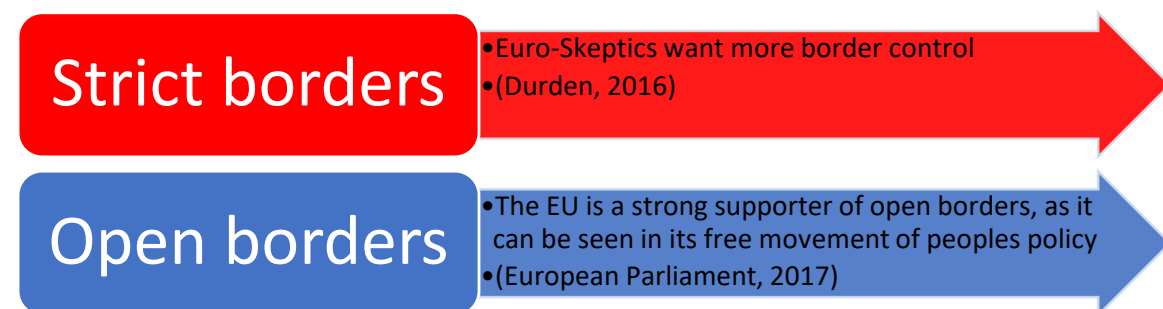 Strict borders
•Euro-Skeptics want more border control
•(Durden, 2016)
Open borders
•The EU is a strong supporter of open borders, as it
can be seen in its free movement of peoples policy
•(European Parliament, 2017)